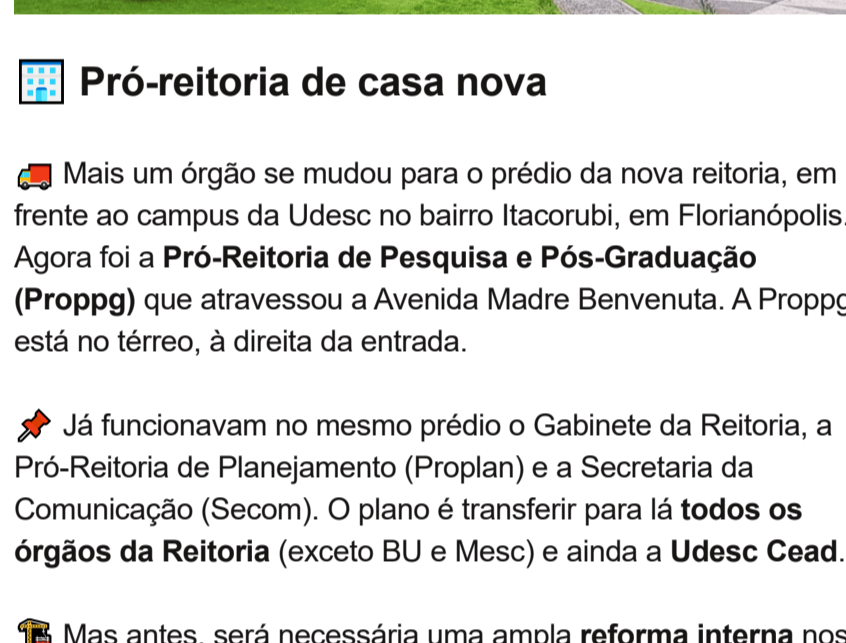 🏢 Pró-reitoria de casa nova
🚚 Mais um órgão se mudou para o prédio da nova reitoria, em
frente ao campus da Udesc no bairro Itacorubi, em Florianópolis.
Agora foi a Pró-Reitoria de Pesquisa e Pós-Graduação
(Proppg) que atravessou a Avenida Madre Benvenuta. A Proppg
está no térreo, à direita da entrada.
📌 Já funcionavam no mesmo prédio o Gabinete da Reitoria, a
Pró-Reitoria de Planejamento (Proplan) e a Secretaria da
Comunicação (Secom). O plano é transferir para lá todos os
órgãos da Reitoria (exceto BU e Mesc) e ainda a Udesc Cead.
🏗 Mas antes, será necessária uma ampla reforma interna nos